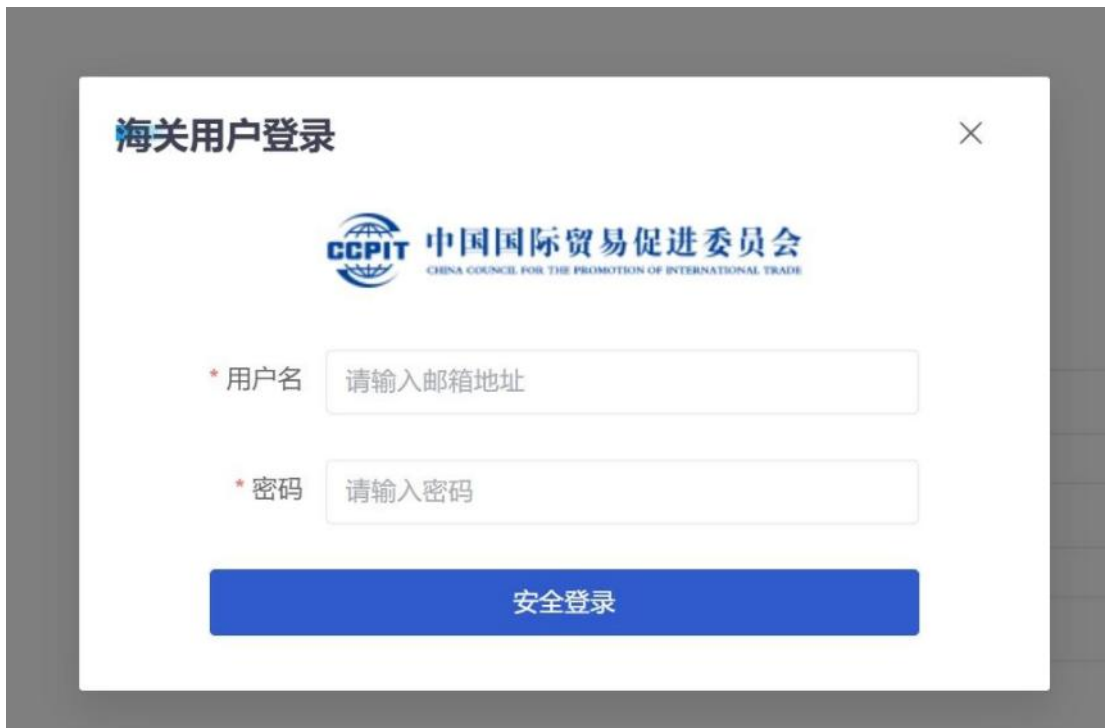 海关用户登录
CCPIT 中国国际贸易促进委员会
CHINA COUNCIL FOR THE PROMOTION OF INTERNATIONAL TRADE
* 用户名 请输入邮箱地址
* 密码 请输入密码
安全登录